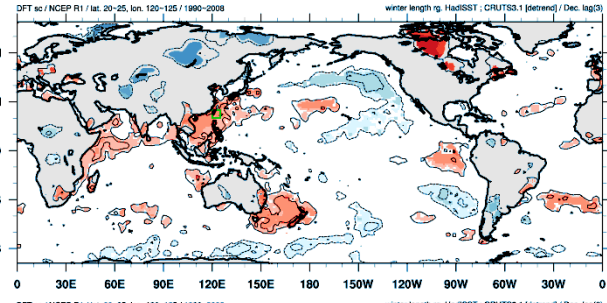 DFT sc / NCEP R1 / lat. 20-25, lon. 120-125 / 1990-2008
winter length rg. HadISST ; CRUTS3.1 [detrend] / Dec. lag(3)
0 30E 60E 90E 120E 150E 180 150W 120W 90W 60W 30W 0